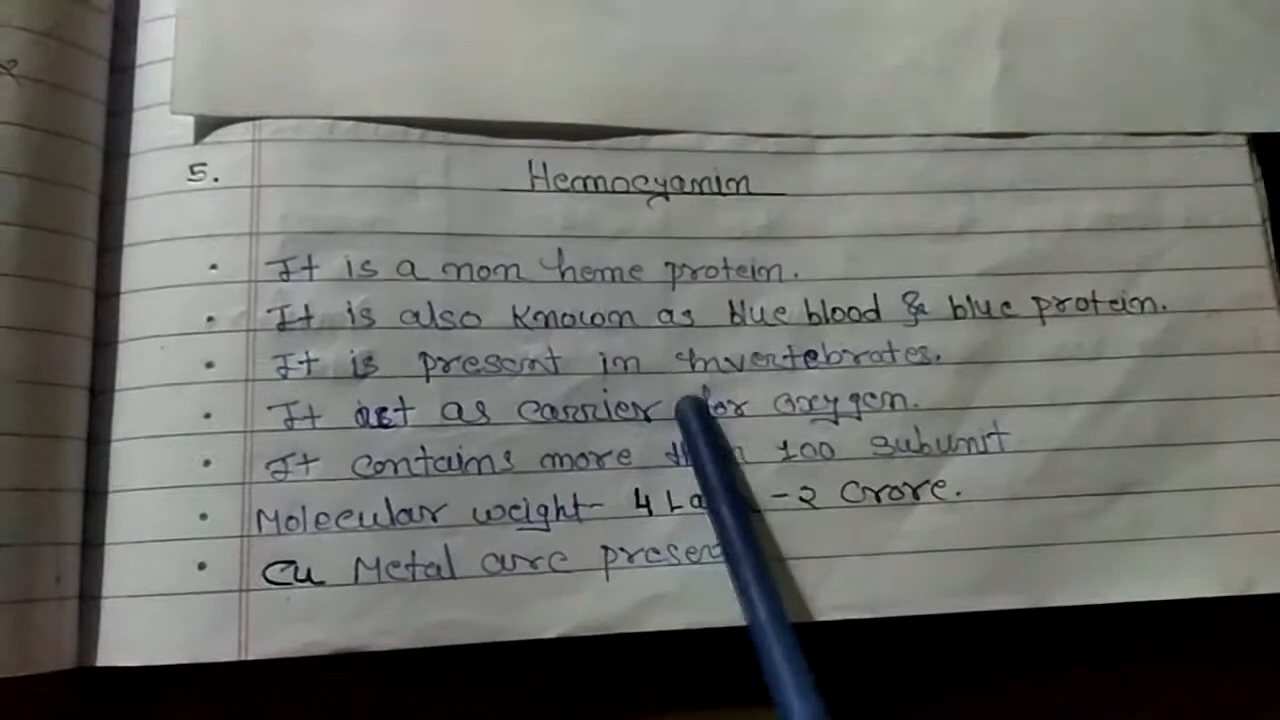 5. Hemocyanin
• It is a non heme protein.
• It is also known as blue blood & blue protein.
• It is present in invertebrates.
• It act as carrier for oxygen.
• It contains more 100 subunit
• Molecular weight- 4 - 2 crore.
• Cu Metal are